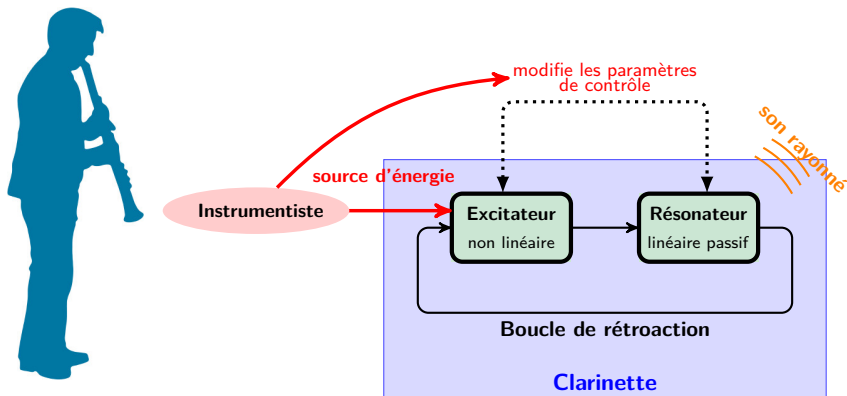 modifie les paramètres
de contrôle
son rayonné
source d'énergie
Instrumentiste
Excitateur
non linéaire
Résonateur
linéaire passif
Boucle de rétroaction
Clarinette